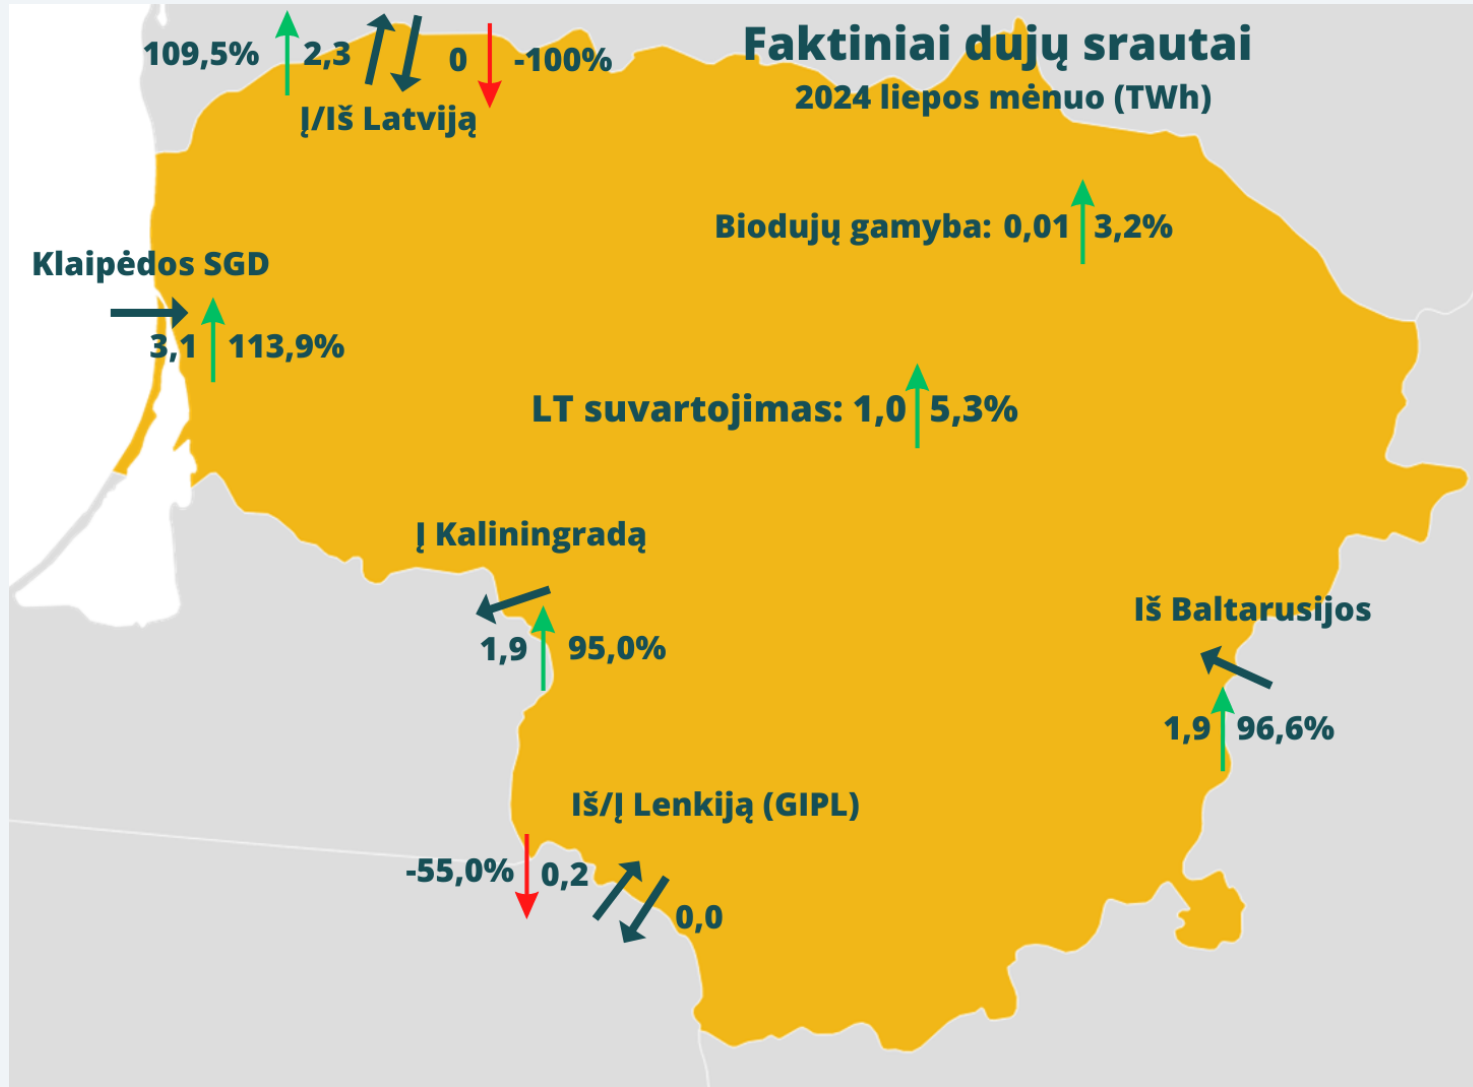 Faktiniai dujų srautai
2024 liepos mėnuo (TWh)
109,5% 2,3 0 -100%
Į/Iš Latviją
Biodujų gamyba: 0,01 3,2%
Klaipėdos SGD
3,1 113,9%
LT suvartojimas: 1,0 5,3%
Į Kaliningradą
1,9 95,0%
Iš Baltarusijos
1,9 96,6%
Iš/Į Lenkiją (GIPL)
-55,0% 0,2
0,0